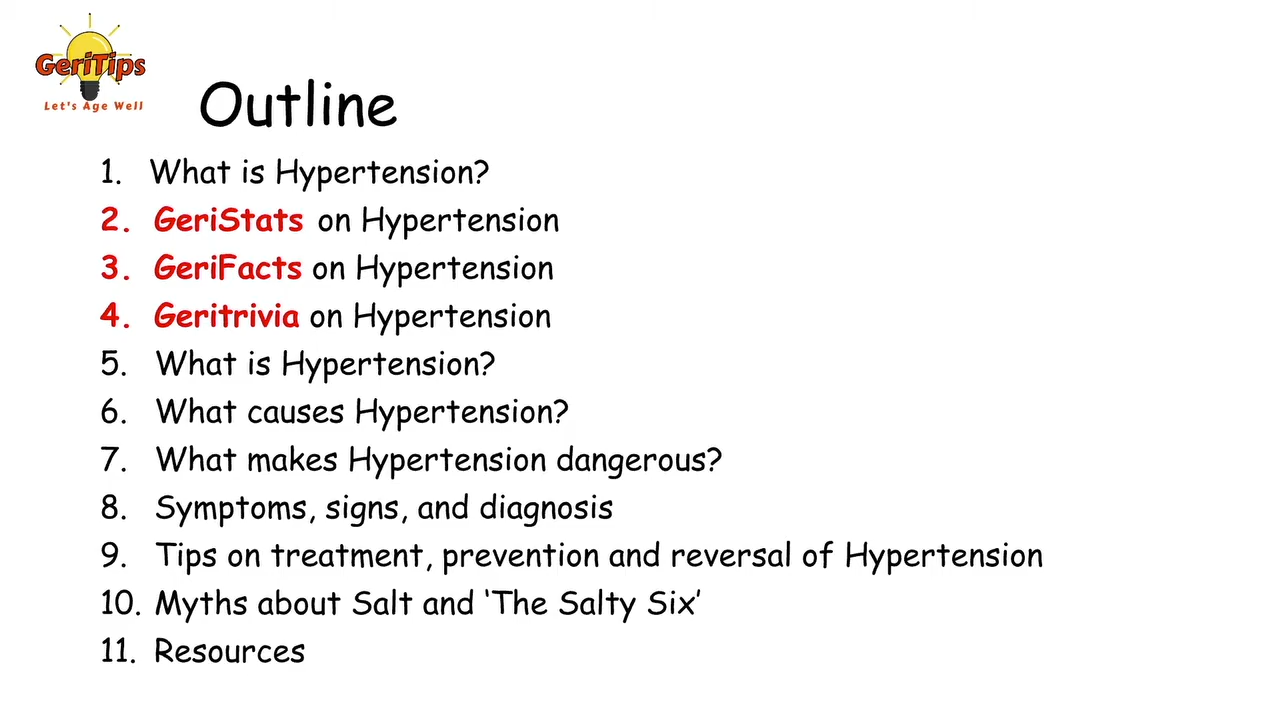 GeriTips
Let's Age Well
Outline
1. What is Hypertension?
2. GeriStats on Hypertension
3. GeriFacts on Hypertension
4. Geritrivia on Hypertension
5. What is Hypertension?
6. What causes Hypertension?
7. What makes Hypertension dangerous?
8. Symptoms, signs, and diagnosis
9. Tips on treatment, prevention and reversal of Hypertension
10. Myths about Salt and ‘The Salty Six’
11. Resources